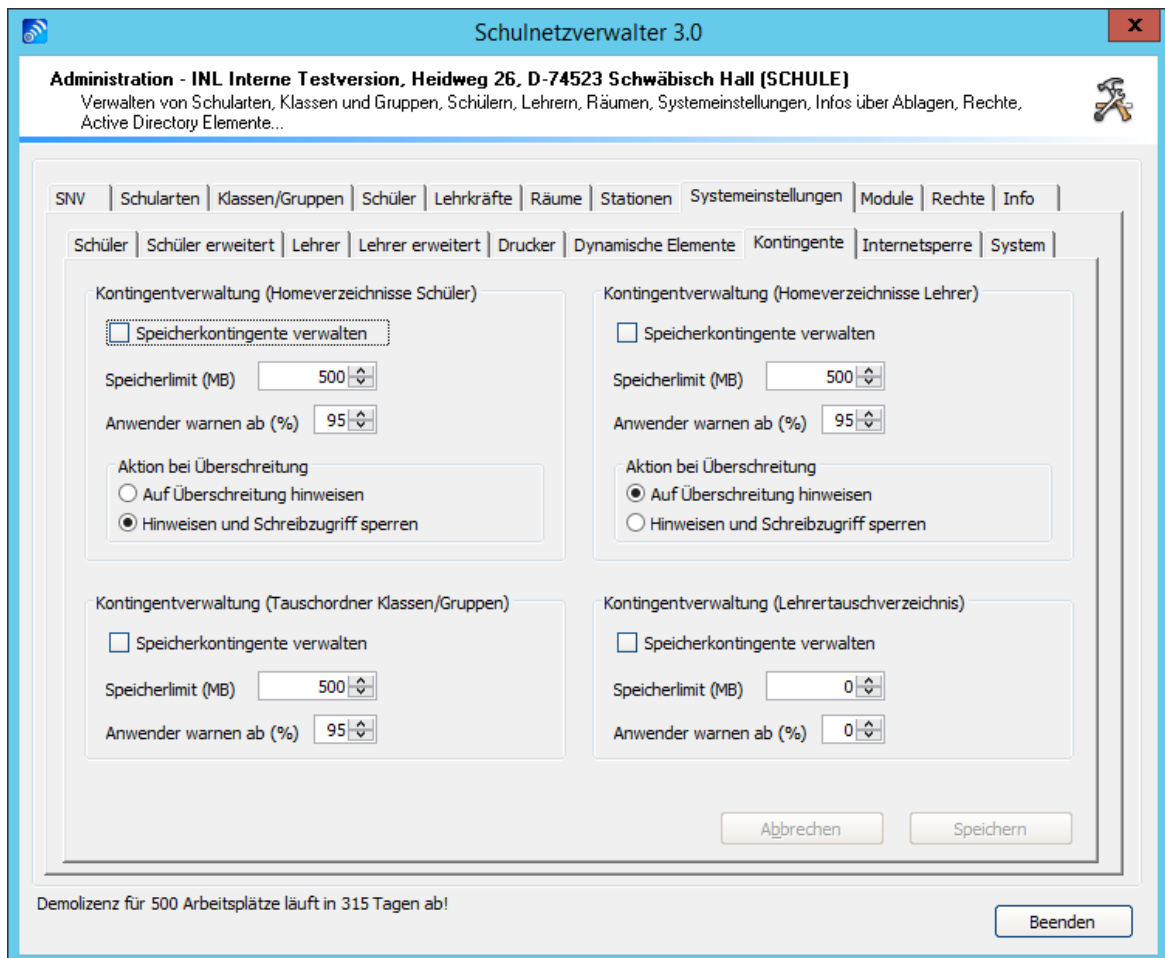 Schulnetzverwalter 3.0
x
Administration - INL Interne Testversion, Heidweg 26, D-74523 Schwäbisch Hall (SCHULE)
Verwalten von Schularten, Klassen und Gruppen, Schülern, Lehrern, Räumen, Systemeinstellungen, Infos über Ablagen, Rechte,
Active Directory Elemente...
SNV Schularten Klassen/Gruppen Schüler Lehrkräfte Räume Stationen Systemeinstellungen Module Rechte Info
Schüler Schüler erweitert Lehrer Lehrer erweitert Drucker Dynamische Elemente Kontingente Internetsperre System
Kontingentverwaltung (Homeverzeichnisse Schüler)
Speicherkontingente verwalten
Speicherlimit (MB) 500
Anwender warnen ab (%) 95
Aktion bei Überschreitung
Auf Überschreitung hinweisen
Hinweisen und Schreibzugriff sperren
Kontingentverwaltung (Homeverzeichnisse Lehrer)
Speicherkontingente verwalten
Speicherlimit (MB) 500
Anwender warnen ab (%) 95
Aktion bei Überschreitung
Auf Überschreitung hinweisen
Hinweisen und Schreibzugriff sperren
Kontingentverwaltung (Tauschordner Klassen/Gruppen)
Speicherkontingente verwalten
Speicherlimit (MB) 500
Anwender warnen ab (%) 95
Kontingentverwaltung (Lehrertauschverzeichnis)
Speicherkontingente verwalten
Speicherlimit (MB) 0
Anwender warnen ab (%) 0
Abbrechen Speichern
Demolizenz für 500 Arbeitsplätze läuft in 315 Tagen ab!
Beenden